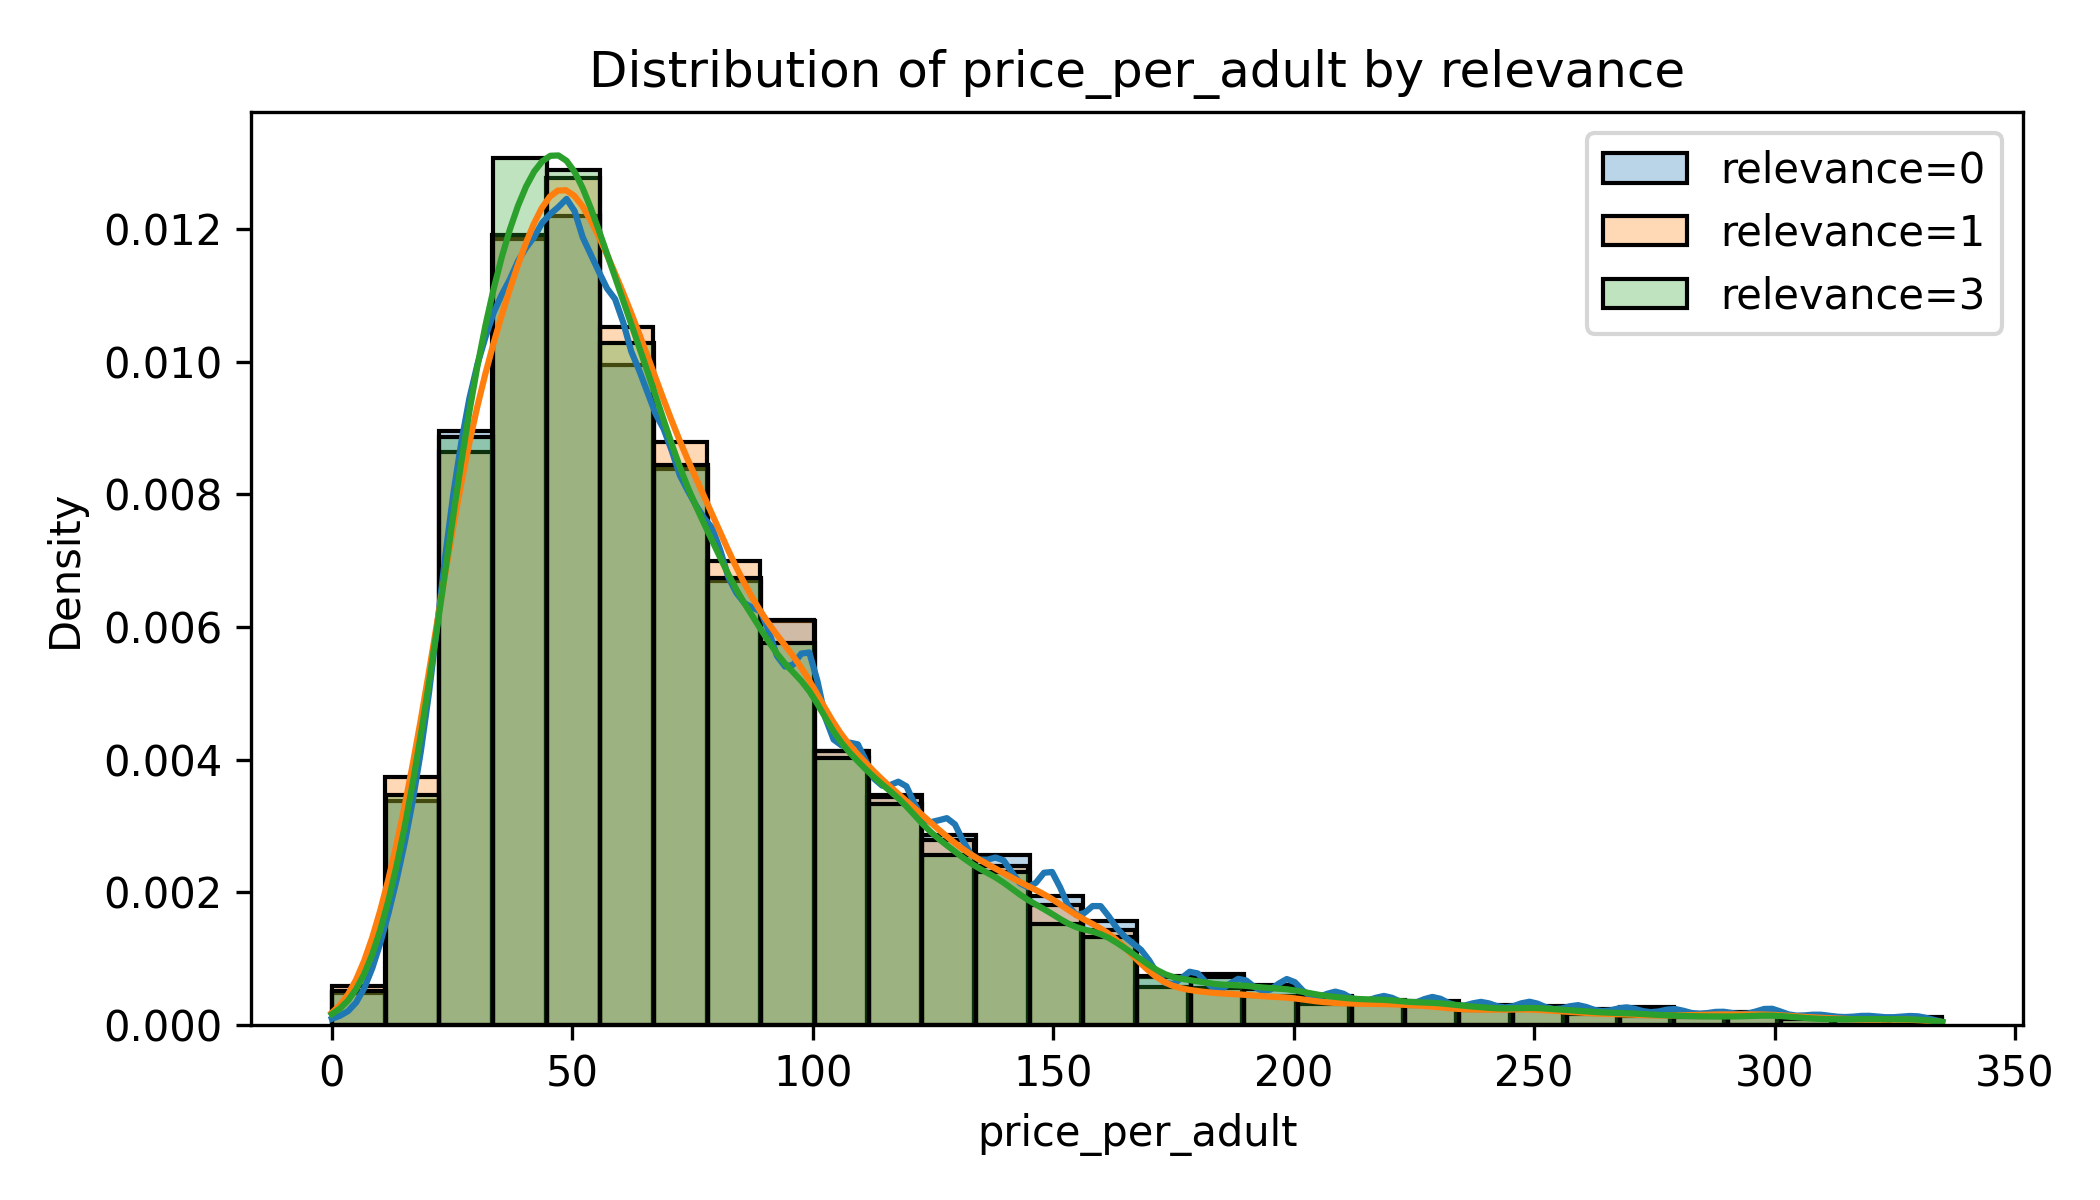 Distribution of price_per_adult by relevance
relevance=0
relevance=1
relevance=3
Density
0.012
0.010
0.008
0.006
0.004
0.002
0.000
0 50 100 150 200 250 300 350
price_per_adult